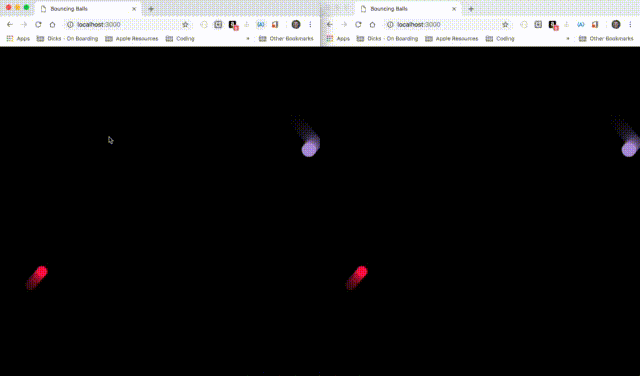 Bouncing Balls
localhost:3000
Apps Dicks - On Boarding Apple Resources Coding » Other Bookmarks
Bouncing Balls
localhost:3000
Apps Dicks - On Boarding Apple Resources Coding » Other Bookmarks